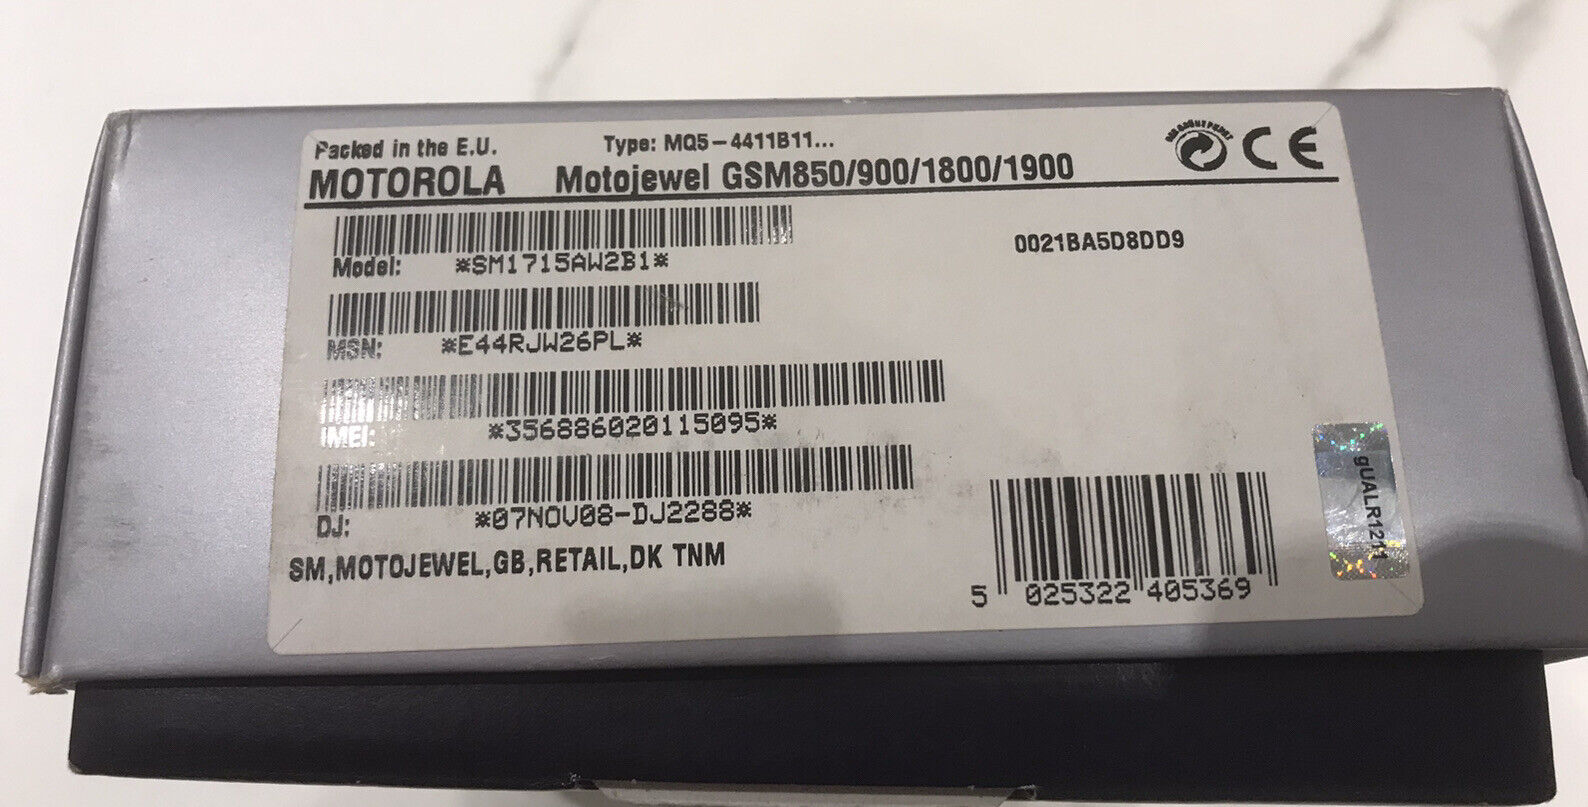 Packed in the E.U. Type: MQ5-4411B11...
MOTOROLA Motojewel GSM850/900/1800/1900
CE
0021BA5D8DD9
Model: *SM1715AW2B1*
MSN: *E44RJW26PL*
IMEI: *356886020115095*
DJ: *07NOV08-DJ2288*
SM,MOTOJEWEL,GB,RETAIL,DK TNM
5 025322 405369
gUALR1211